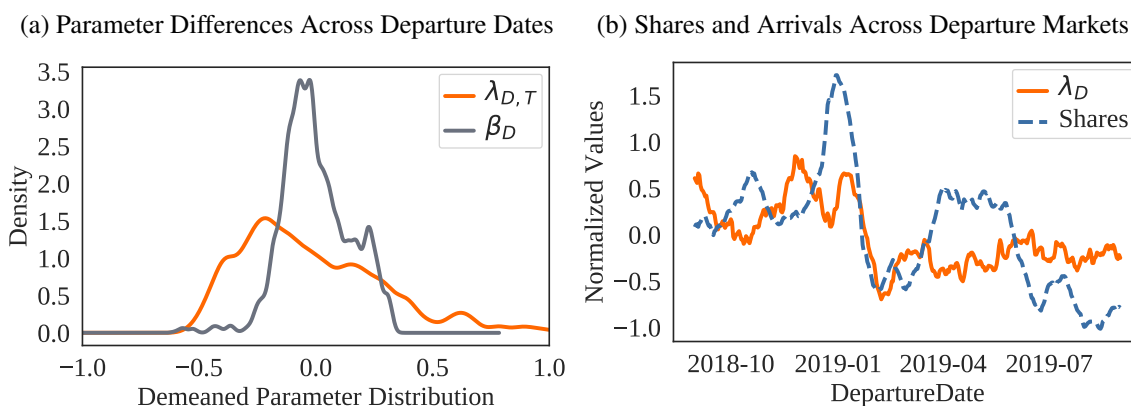 (a) Parameter Differences Across Departure Dates
3.5
3.0
2.5
2.0
1.5
1.0
0.5
0.0
Density
λD,T
βD
−1.0
−0.5
0.0
0.5
1.0
Demeaned Parameter Distribution
(b) Shares and Arrivals Across Departure Markets
1.5
1.0
0.5
0.0
−0.5
−1.0
Normalized Values
λD
Shares
2018-10
2019-01
2019-04
2019-07
DepartureDate